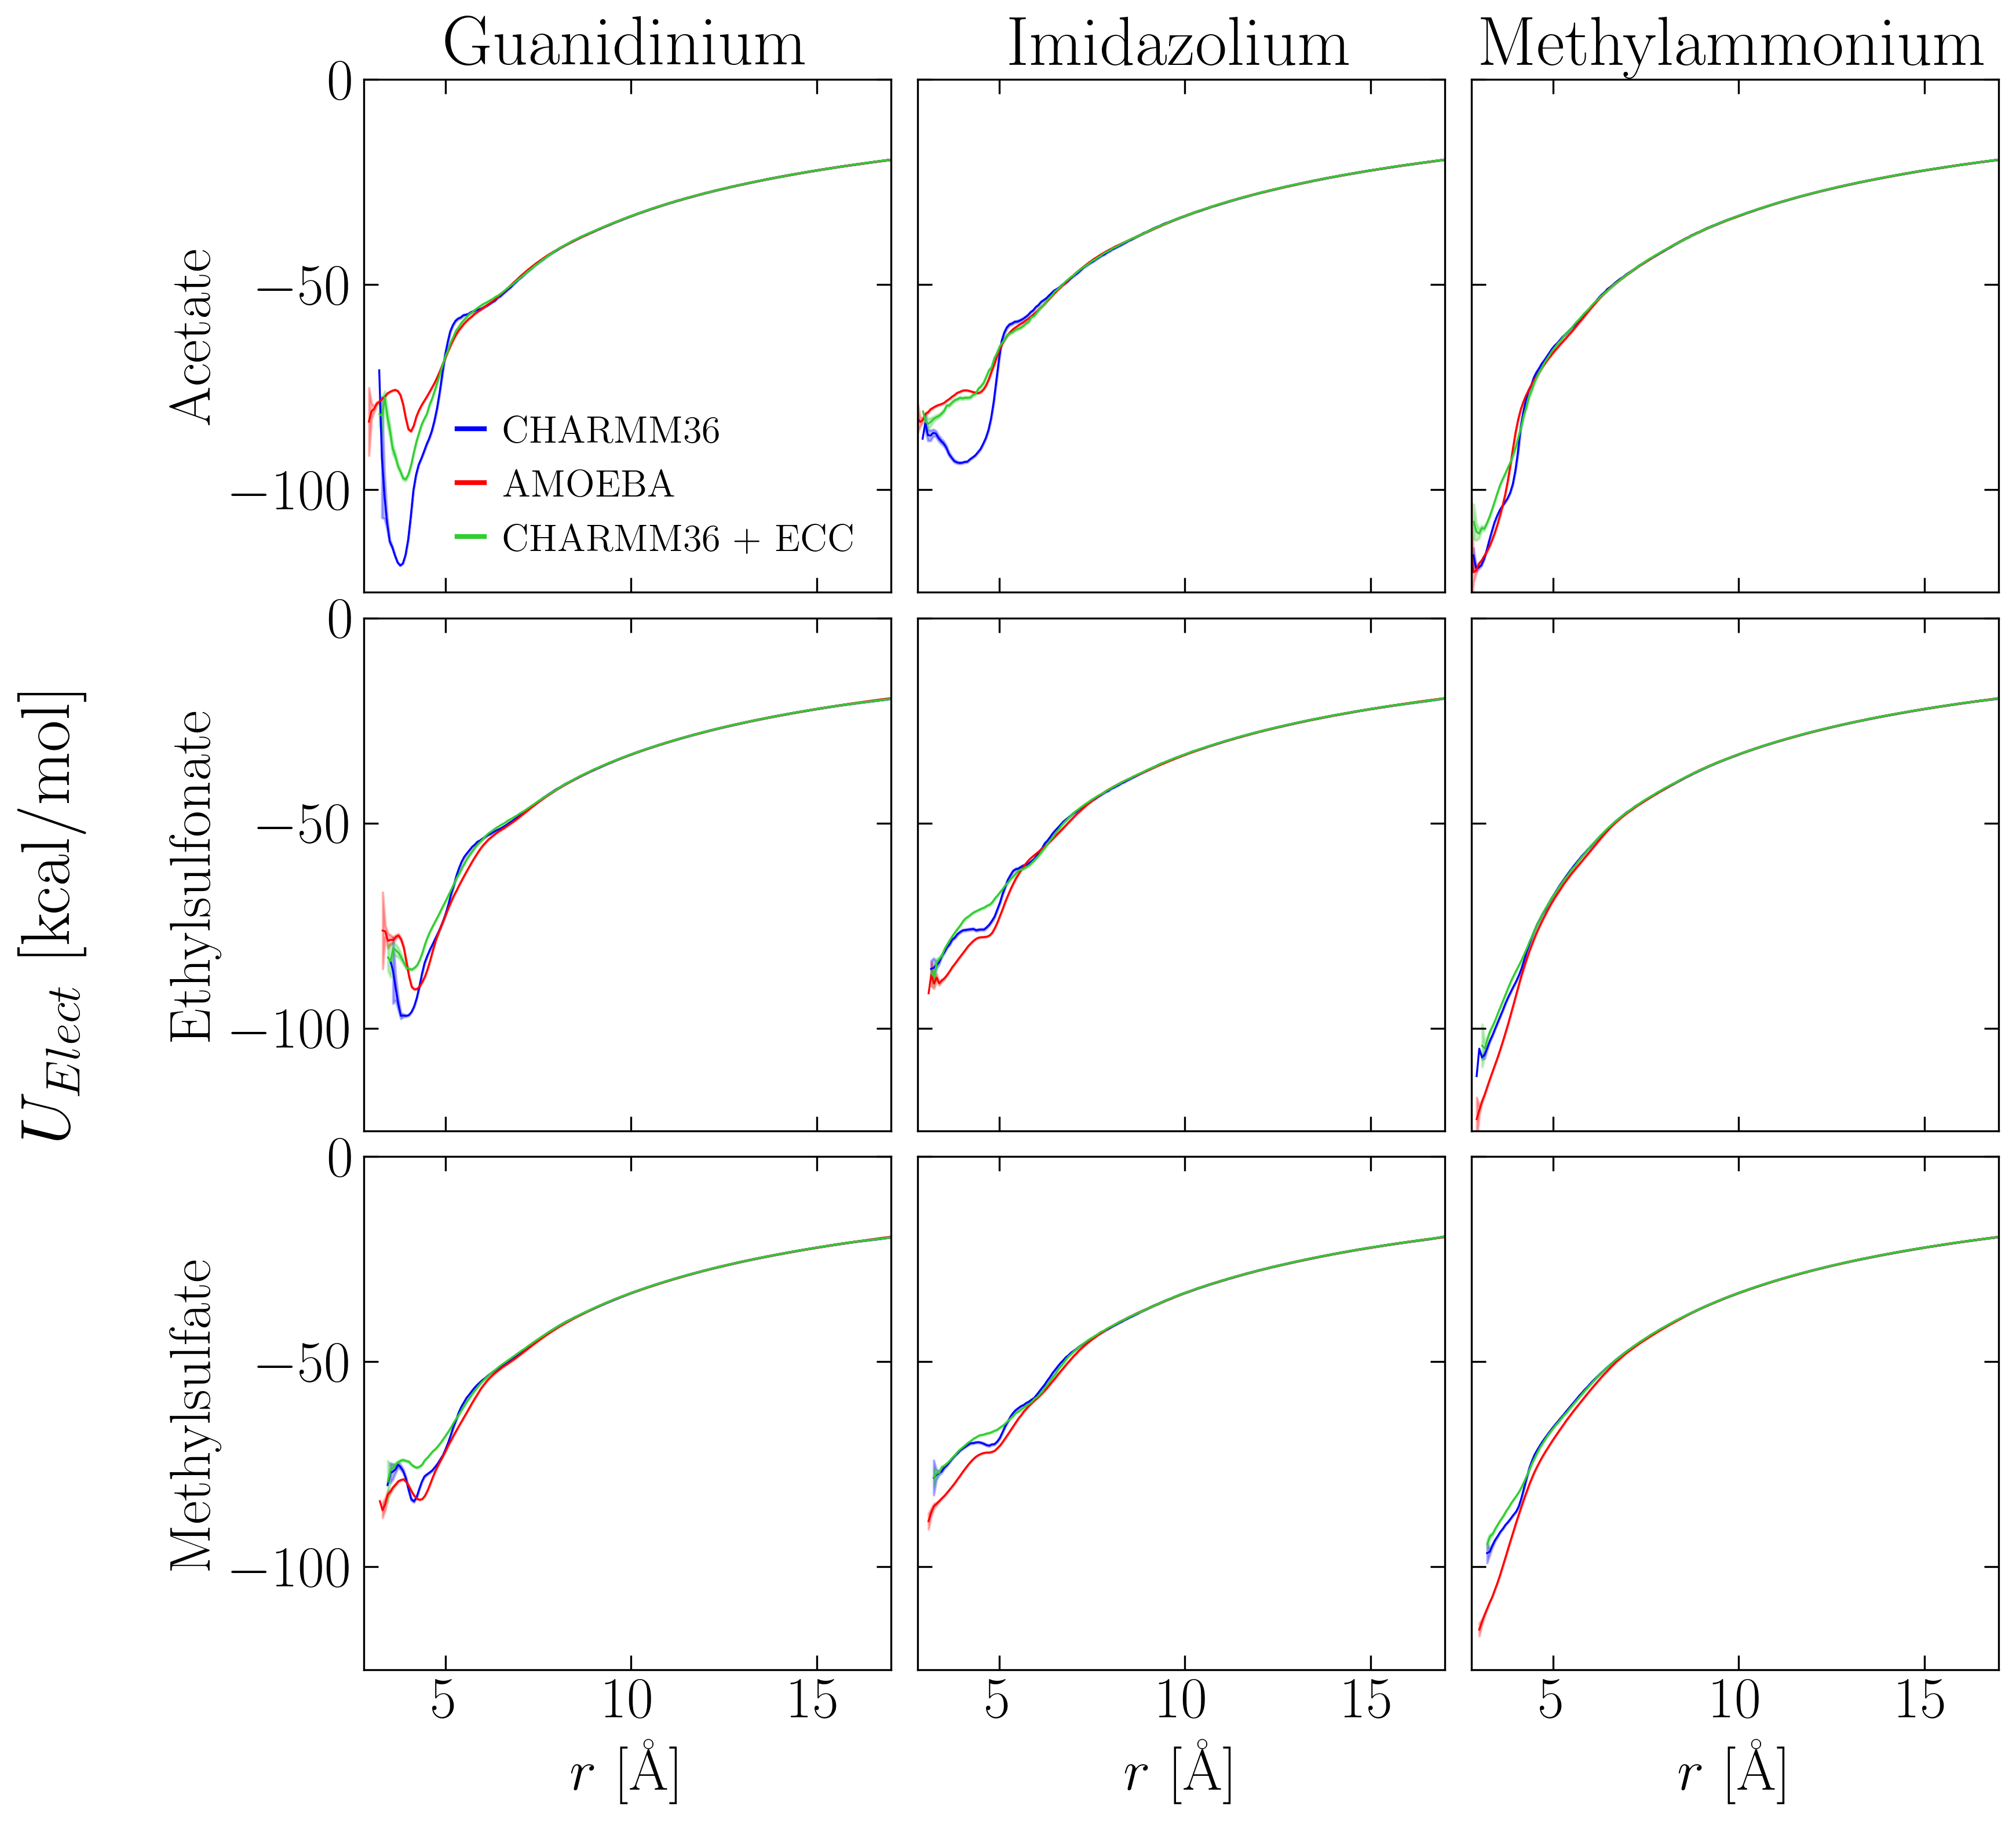 Guanidinium Imidazolium Methylammonium
0
−50
−100
Acetate
CHARMM36
AMOEBA
CHARMM36 + ECC
0
−50
−100
Ethylsulfonate
U_Elect [kcal/mol]
0
−50
−100
Methylsulfate
5 10 15 5 10 15 5 10 15
r [Å] r [Å] r [Å]